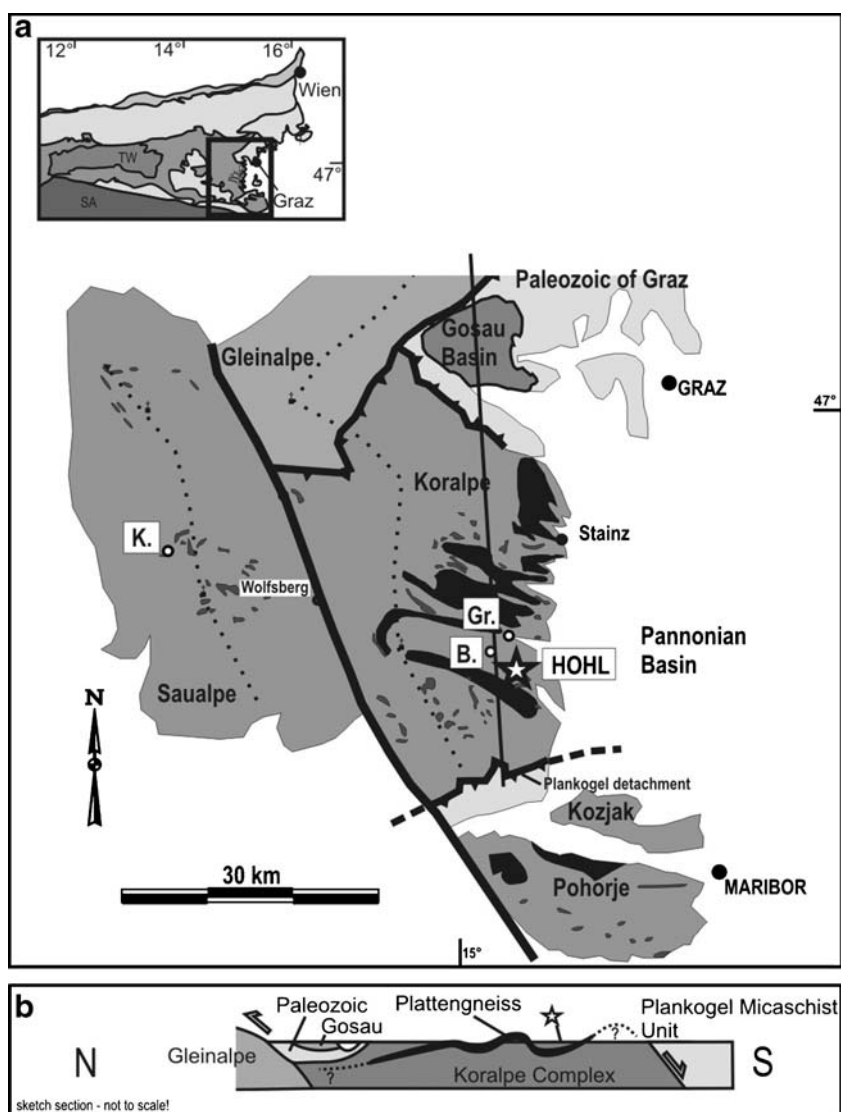 a
12° 14° 16°
Wien
TW
47°
Graz
SA
Paleozoic of Graz
Gosau
Basin
Gleinalpe
GRAZ
47°
Koralpe
K.
Stainz
Wolfsberg
Gr.
B.
HOHL
Pannonian
Basin
Saualpe
N
Plankogel detachment
Kozjak
30 km
Pohorje
MARIBOR
15°
b
Paleozoic
Gosau
Plattengneiss
Plankogel Micaschist
Unit
?
Gleinalpe
N
?
Koralpe Complex
S
sketch section - not to scale!